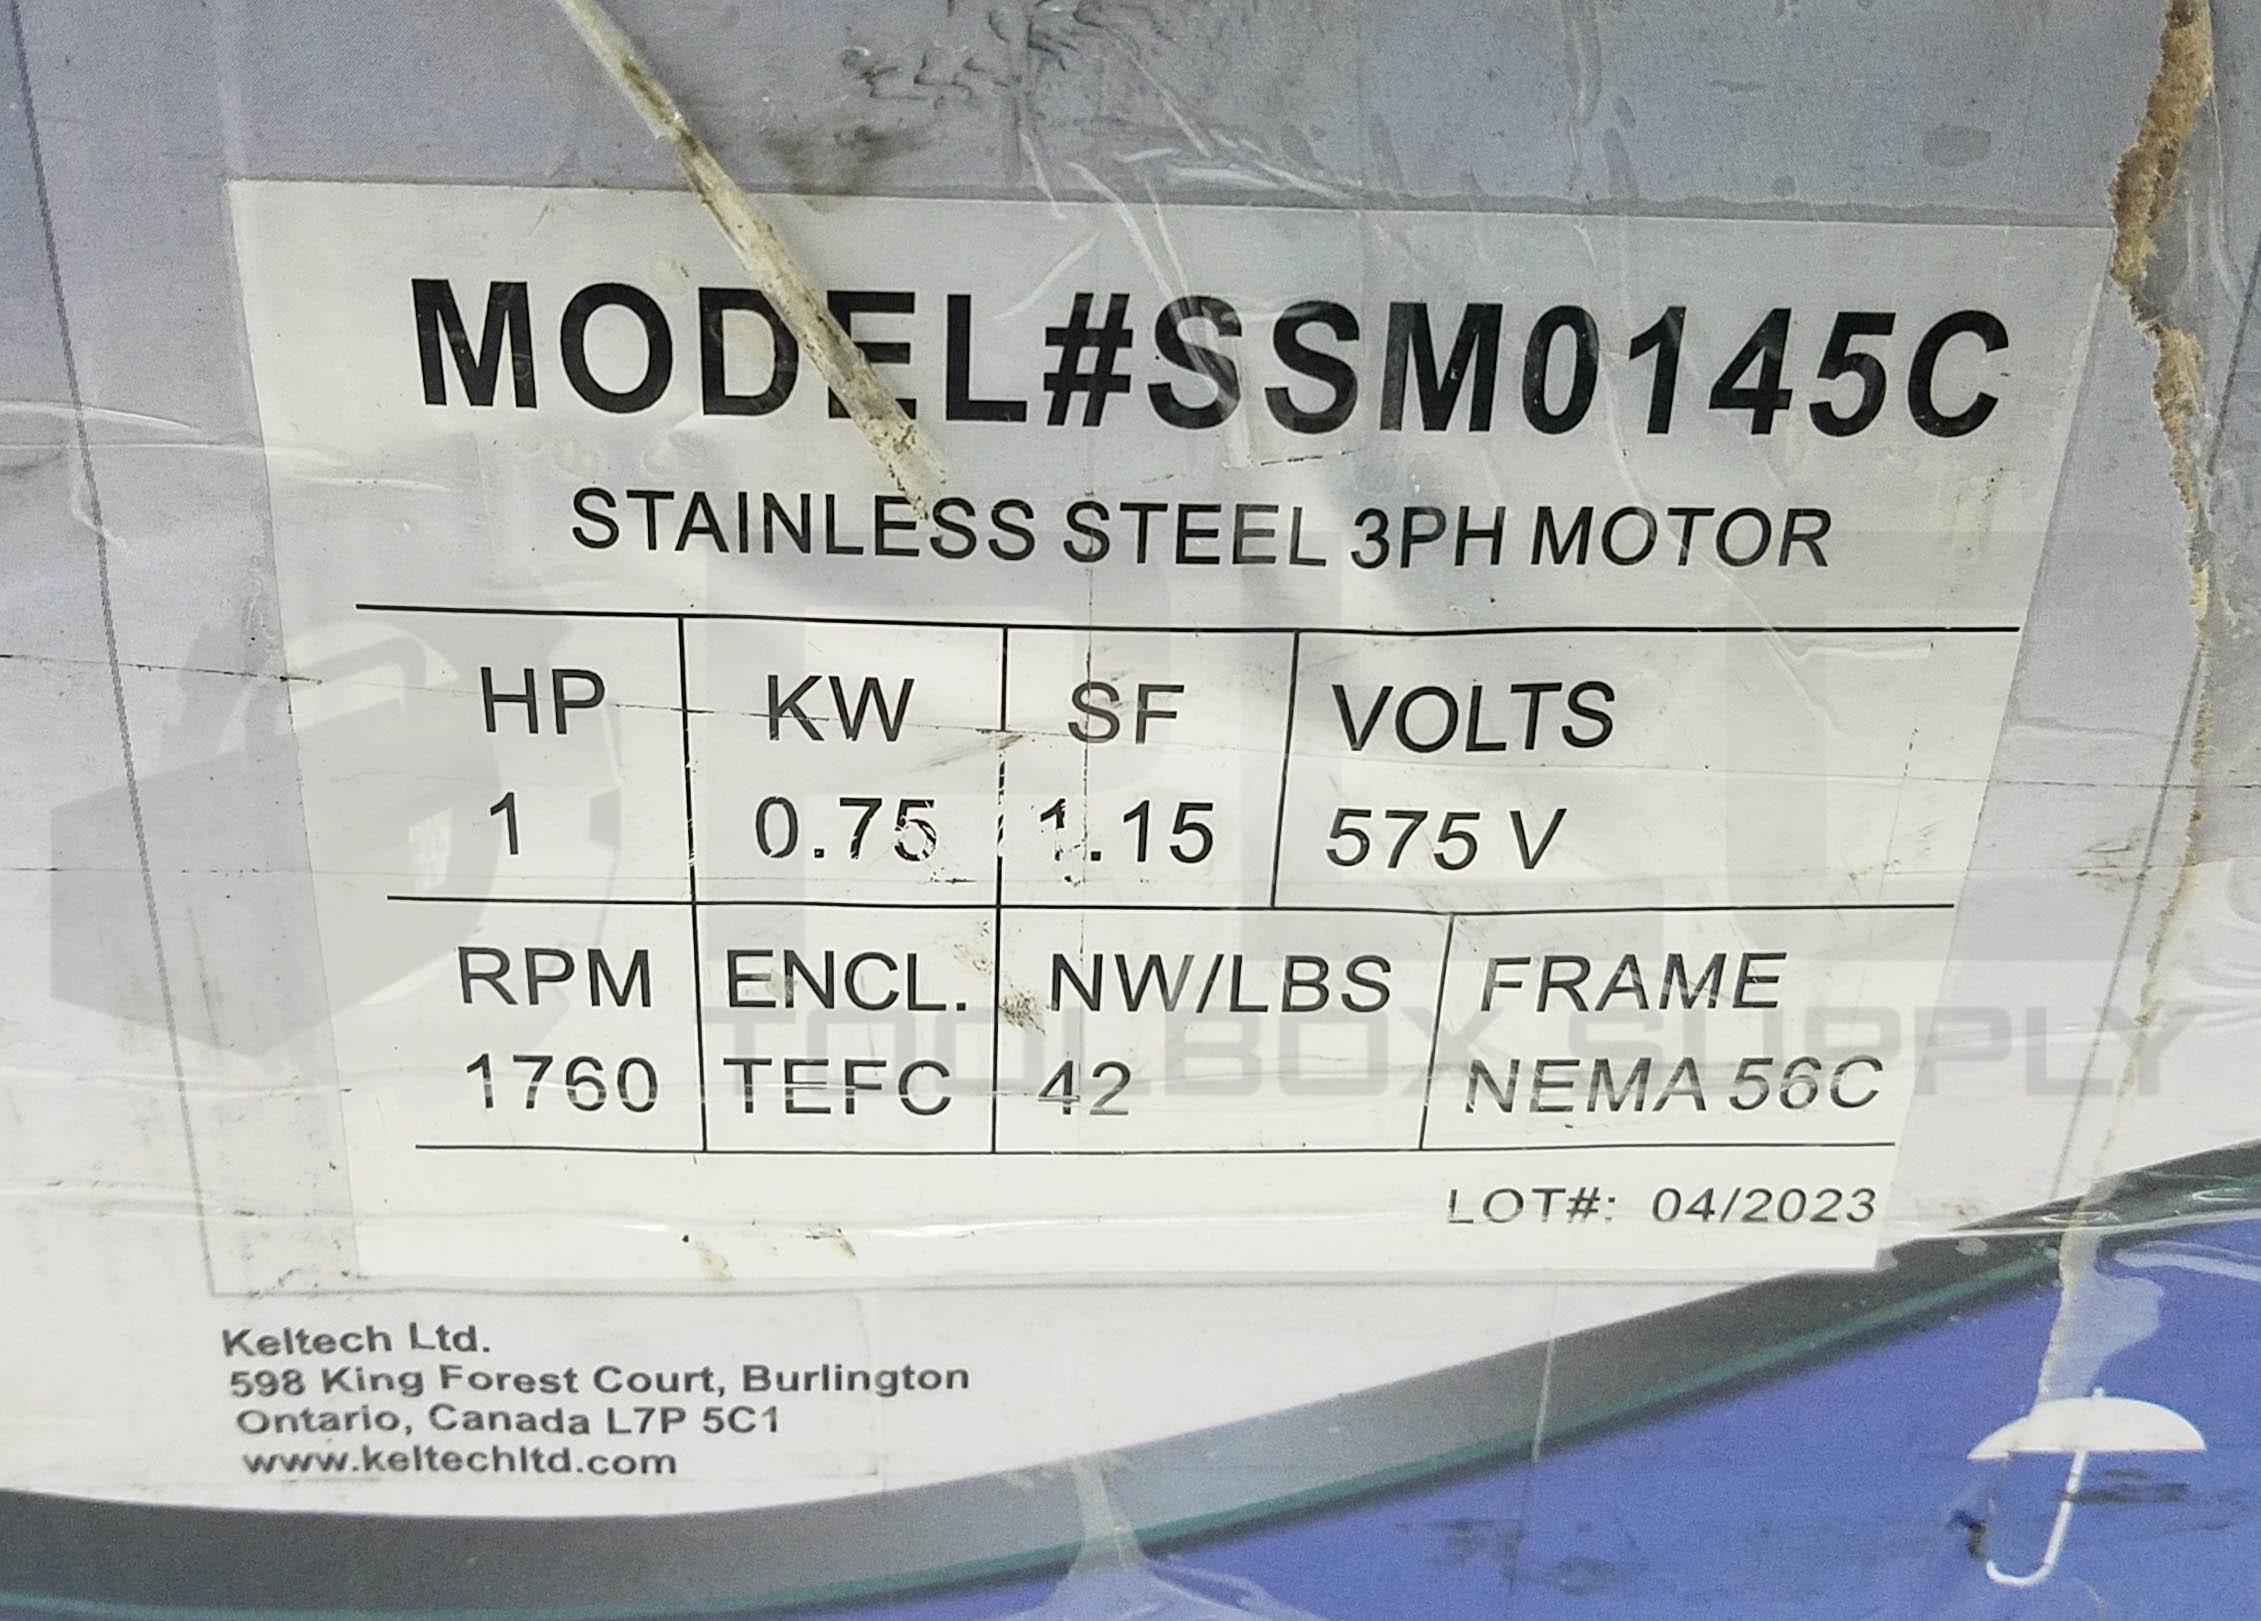 MODEL#SSM0145C
STAINLESS STEEL 3PH MOTOR
HP KW SF VOLTS
1 0.75 1.15 575 V
RPM ENCL. NW/LBS FRAME
1760 TEFC 42 NEMA 56C
LOT#: 04/2023
Keltech Ltd.
598 King Forest Court, Burlington
Ontario, Canada L7P 5C1
www.keltechltd.com
TOOLBOX SUPPLY